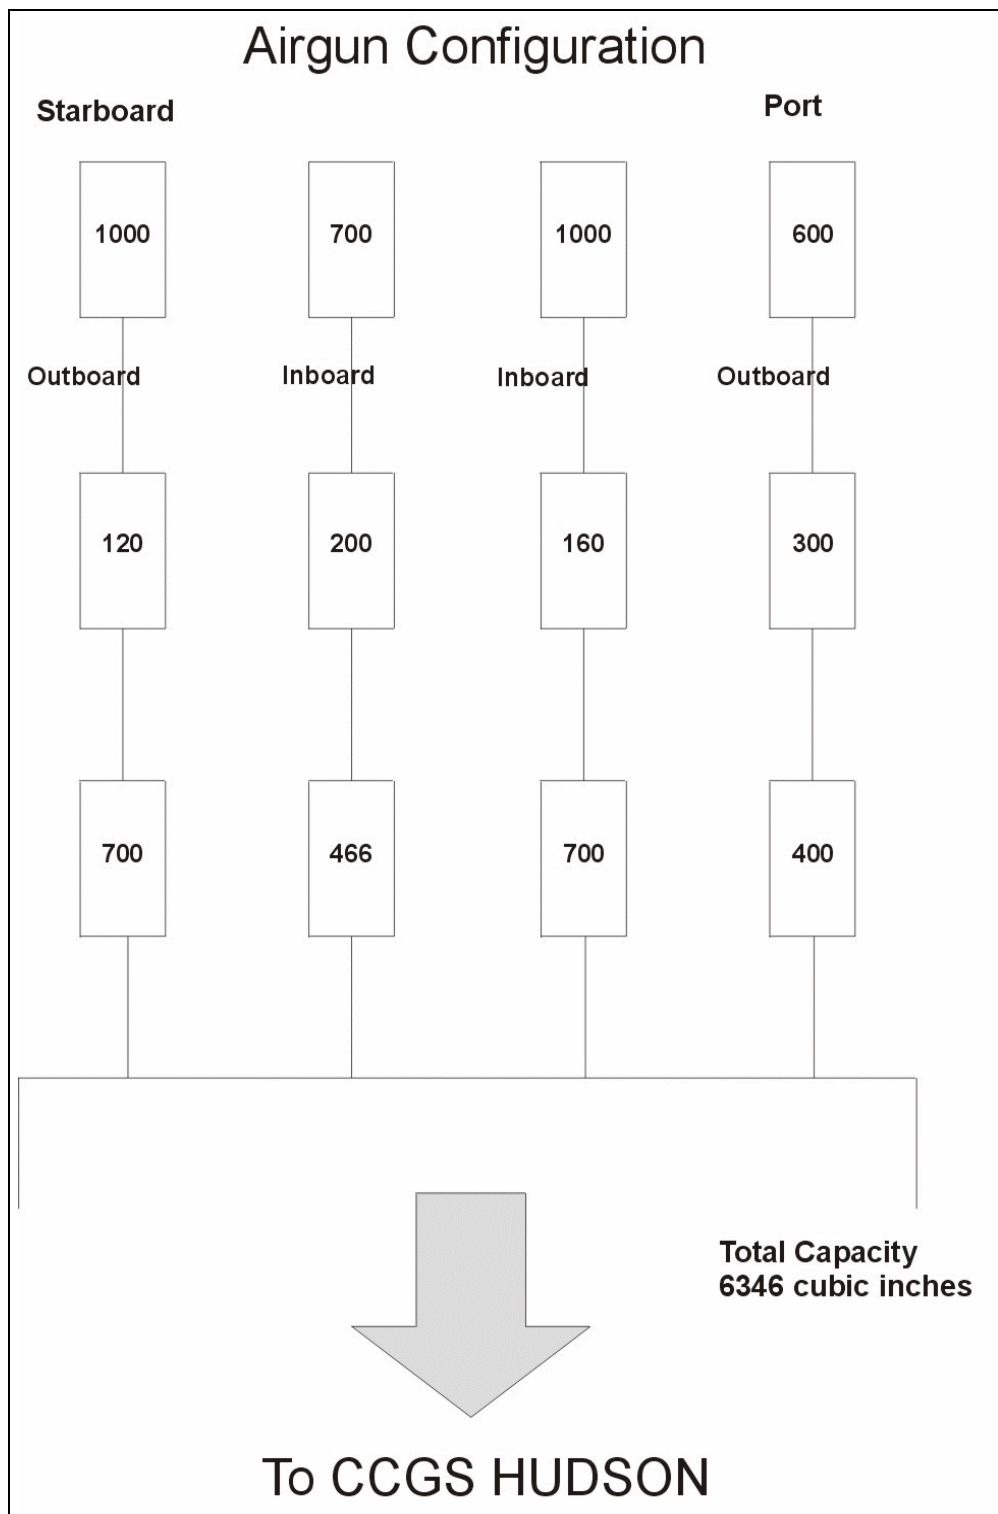 Airgun Configuration
Starboard
Port
1000
700
1000
600
Outboard
Inboard
Inboard
Outboard
120
200
160
300
700
466
700
400
Total Capacity
6346 cubic inches
To CCGS HUDSON